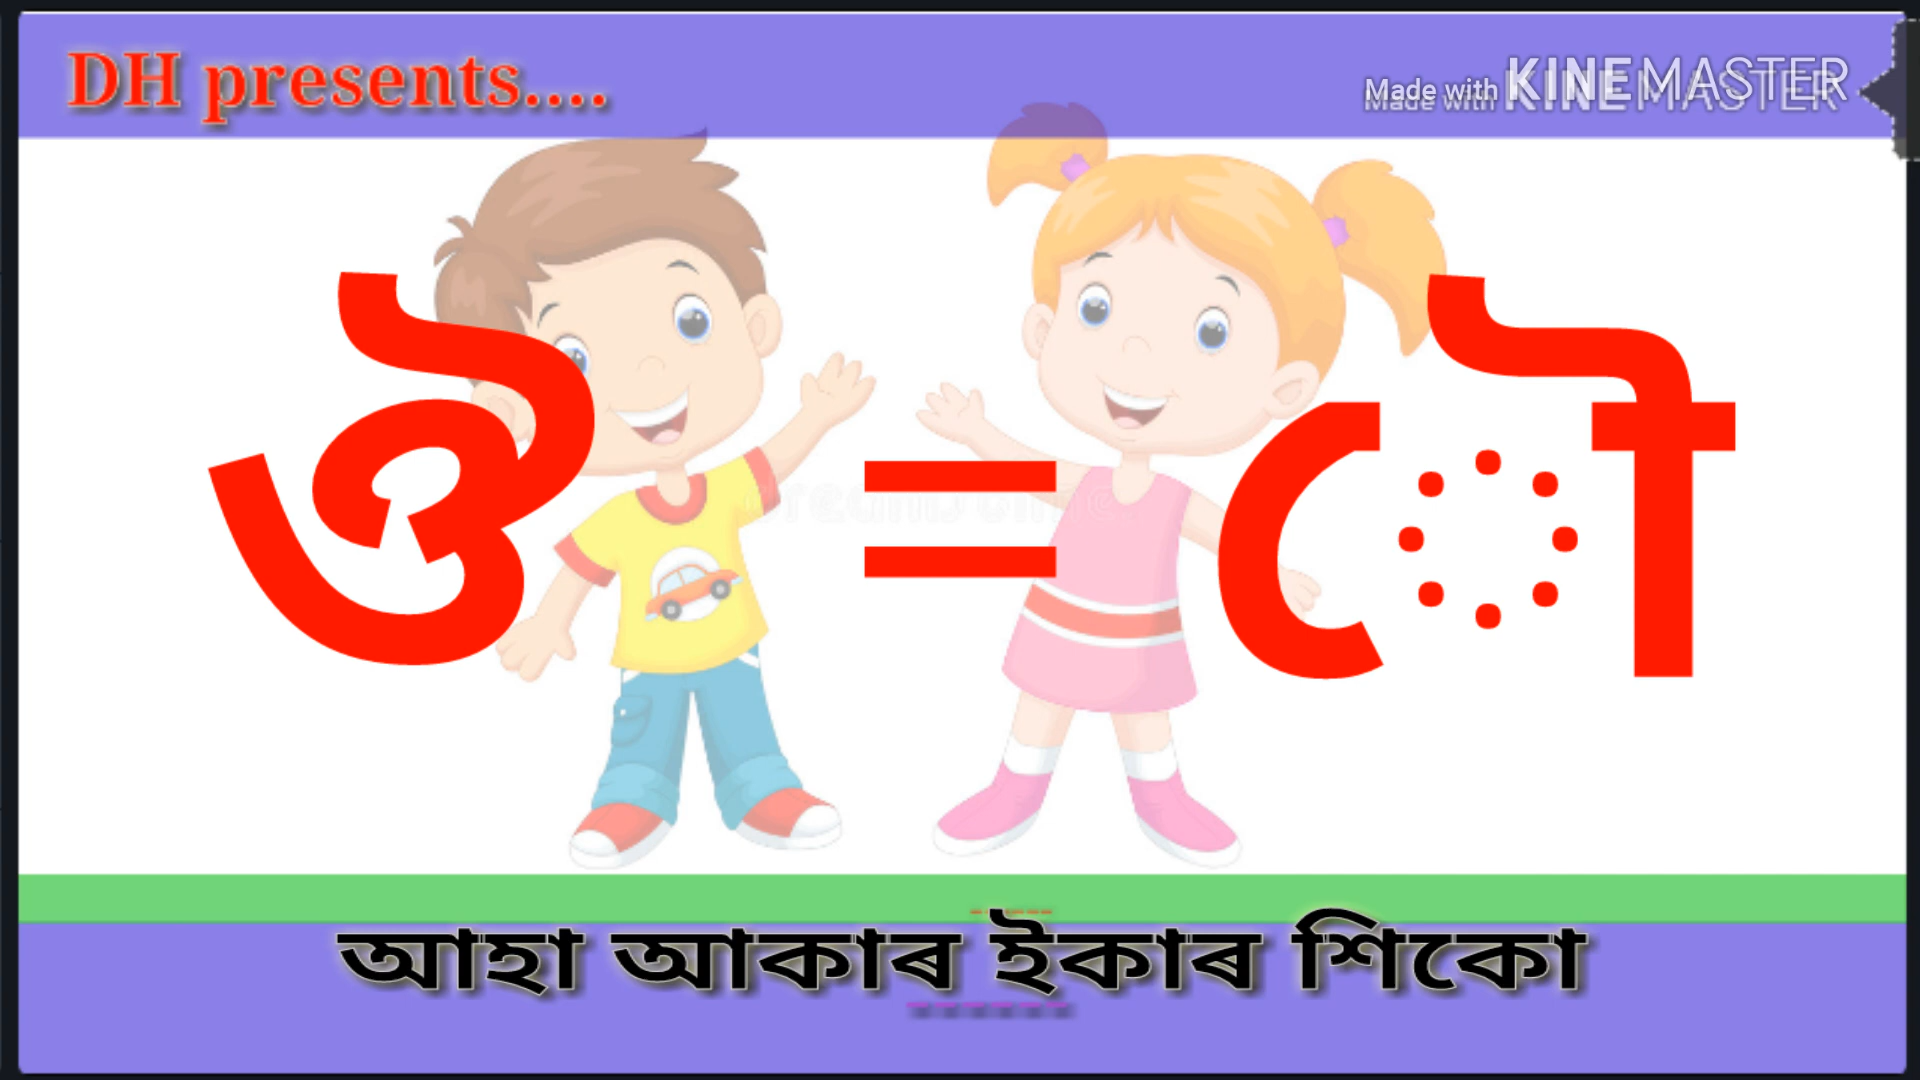 DH presents....
Made with KINEMASTER
ঔ = ৌ
আহা আকাৰ ইকাৰ শিকো